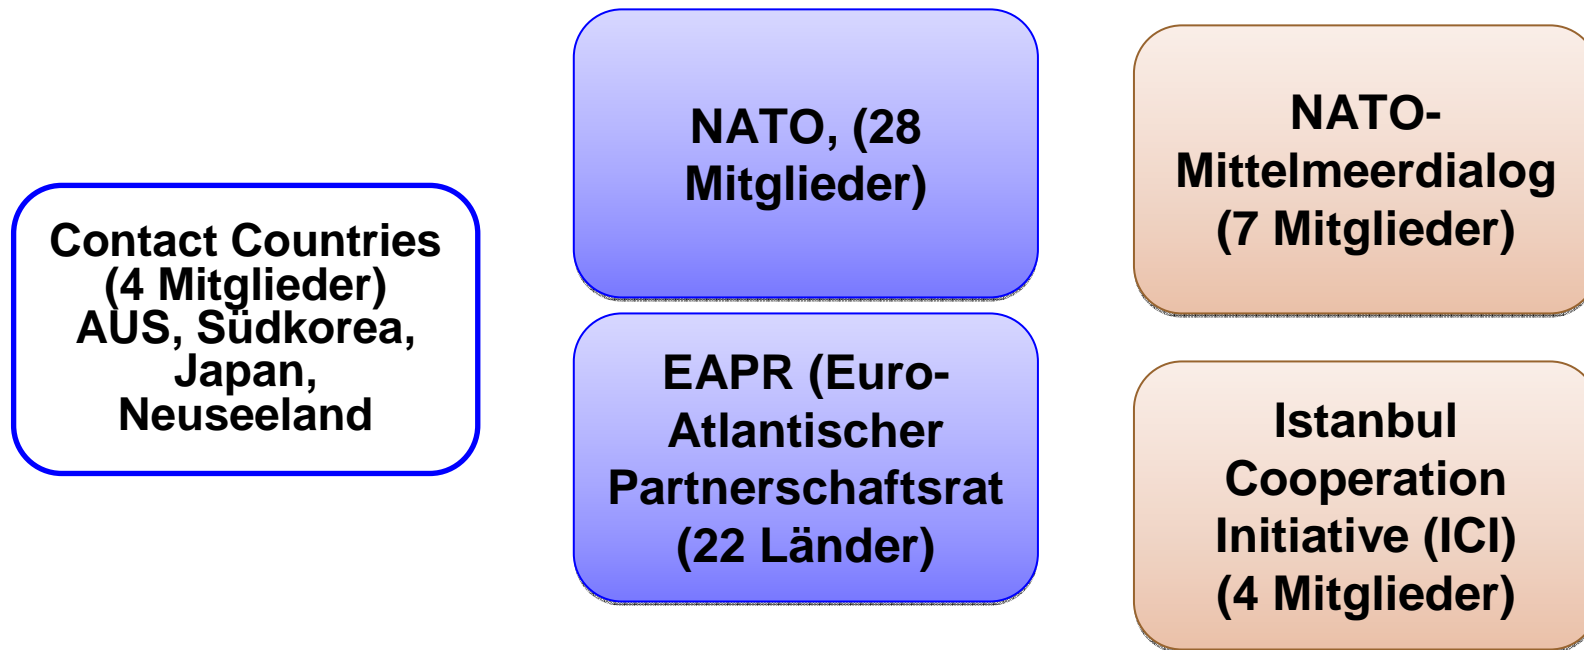 Contact Countries
(4 Mitglieder)
AUS, Südkorea,
Japan,
Neuseeland
NATO, (28
Mitglieder)
EAPR (Euro-
Atlantischer
Partnerschaftsrat
(22 Länder)
NATO-
Mittelmeerdialog
(7 Mitglieder)
Istanbul
Cooperation
Initiative (ICI)
(4 Mitglieder)